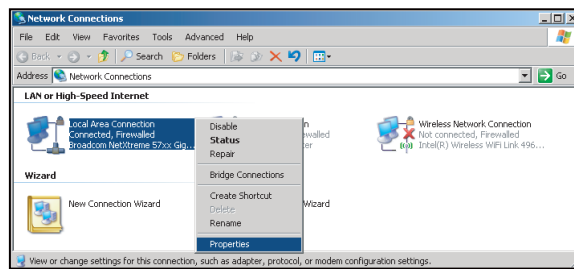 Network Connections
File Edit View Favorites Tools Advanced Help
Back Search Folders
Address Network Connections Go
LAN or High-Speed Internet
Local Area Connection
Connected, Firewalled
Broadcom NetXtreme 57xx Gig...
Disable
Status
Repair
Bridge Connections
Create Shortcut
Delete
Rename
Properties
Wireless Network Connection
Not connected, Firewalled
Intel(R) Wireless WiFi Link 496...
Wizard
New Connection Wizard
Wizard
View or change settings for this connection, such as adapter, protocol, or modem configuration settings.